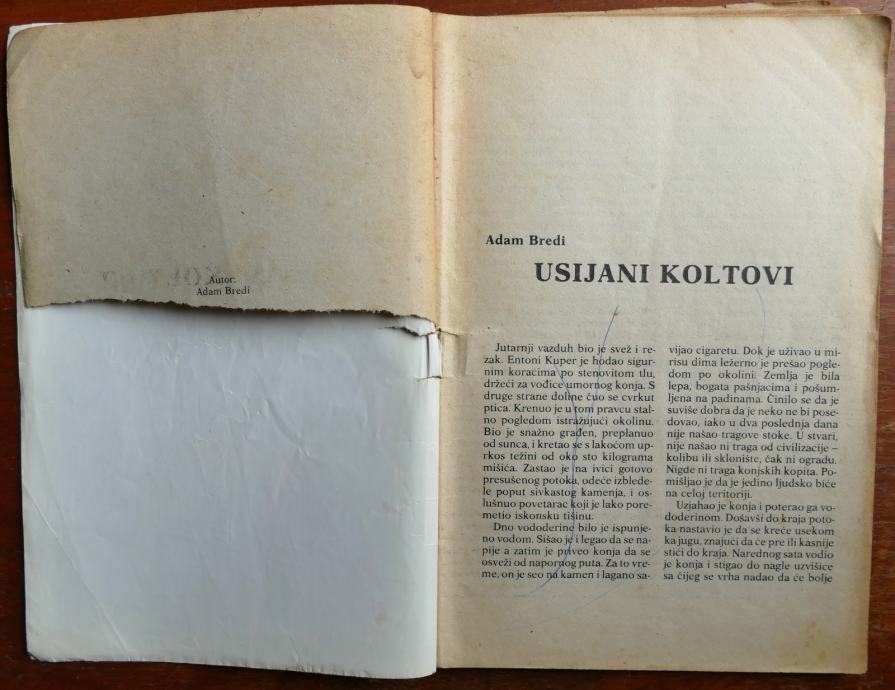 Autor:
Adam Bredi
Adam Bredi
USIJANI KOLTOVI
Jutarnji vazduh bio je svež i re-
zak. Entoni Kuper je hodao sigur-
nim koracima po stenovitom tlu,
držeći za vođice umornog konja. S
druge strane doline čuo se cvrkut
ptica. Krenuo je u tom pravcu stal-
no pogledom istražujući okolinu.
Bio je snažno građen, preplanuo
od sunca, i kretao se s lakoćom up-
rkos težini od oko sto kilograma
mišića. Zastao je na ivici gotovo
presušenog potoka, odeće izblede-
le poput sivkastog kamenja, i os-
lušnuo povetarac koji je lako pore-
metio iskonsku tišinu.
Dno vododerine bilo je ispunje-
no vodom. Sišao je i legao da se na-
pije a zatim je priveo konja da se
osveži od napornog puta. Za to vre-
me, on je seo na kamen i lagano sa-
vijao cigaretu. Dok je uživao u mi-
risu dima ležerno je prešao pogle-
dom po okolini. Zemlja je bila
lepa, bogata pašnjacima i pošum-
ljena na padinama. Činilo se da je
suviše dobra da je neko ne bi pose-
dovao, iako u dva poslednja dana
nije našao tragove stoke. U stvari,
nije našao ni traga od civilizacije –
kolibu ili sklonište, čak ni ogradu.
Nigde ni traga konjskih kopita. Po-
mišljao je da je jedino ljudsko biće
na celoj teritoriji.
Uzjahao je konja i poterao ga vo-
doderinom. Došavši do kraja poto-
ka nastavio je da se kreće usekom
ka jugu, znajući da će pre ili kasnije
stići do kraja. Narednog sata vodio
je konja i stigao do nagle uzvišice
sa čijeg se vrha nadao da će bolje